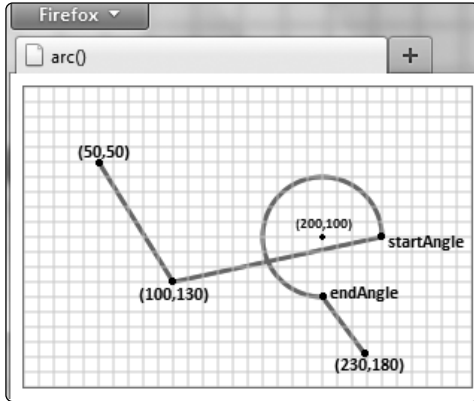 Firefox
arc()
+
(50,50)
(200,100)
startAngle
(100,130)
endAngle
(230,180)